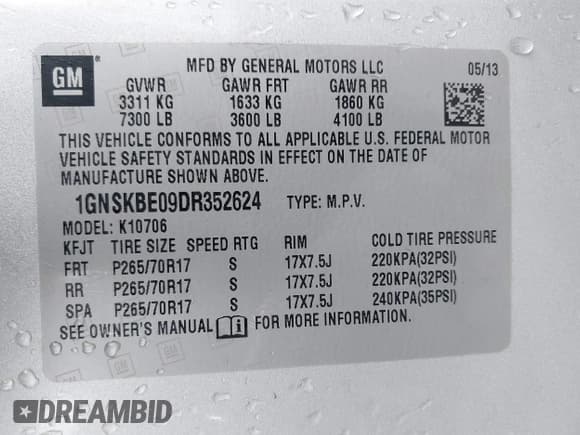 GM
MFD BY GENERAL MOTORS LLC 05/13
GVWR GAWR FRT GAWR RR
3311 KG 1633 KG 1860 KG
7300 LB 3600 LB 4100 LB
THIS VEHICLE CONFORMS TO ALL APPLICABLE U.S. FEDERAL MOTOR
VEHICLE SAFETY STANDARDS IN EFFECT ON THE DATE OF
MANUFACTURE SHOWN ABOVE.
1GNSKBE09DR352624 TYPE: M.P.V.
MODEL: K10706
KFJT TIRE SIZE SPEED RTG RIM COLD TIRE PRESSURE
FRT P265/70R17 S 17X7.5J 220KPA(32PSI)
RR P265/70R17 S 17X7.5J 220KPA(32PSI)
SPA P265/70R17 S 17X7.5J 240KPA(35PSI)
SEE OWNER'S MANUAL FOR MORE INFORMATION.
DREAMBID